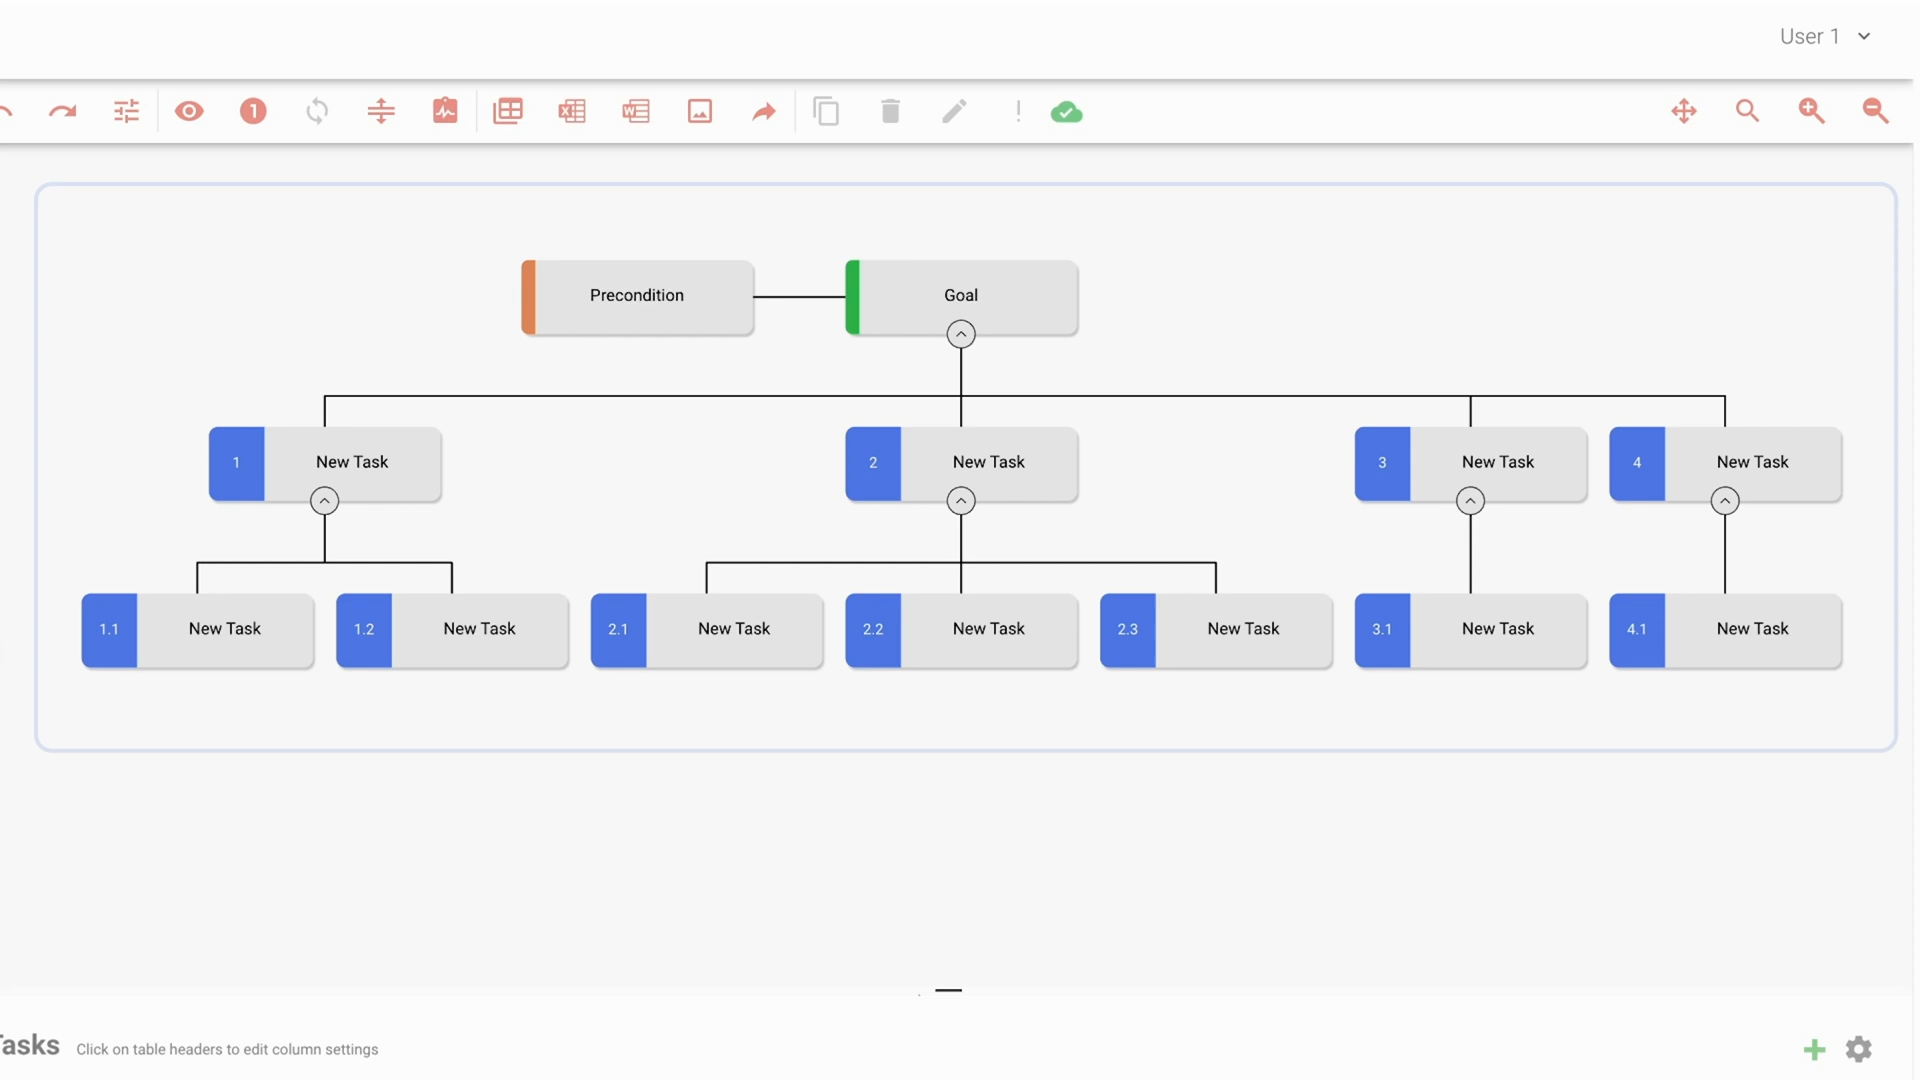 User 1
1
Precondition
Goal
1 New Task
2 New Task
3 New Task
4 New Task
1.1 New Task
1.2 New Task
2.1 New Task
2.2 New Task
2.3 New Task
3.1 New Task
4.1 New Task
Tasks Click on table headers to edit column settings